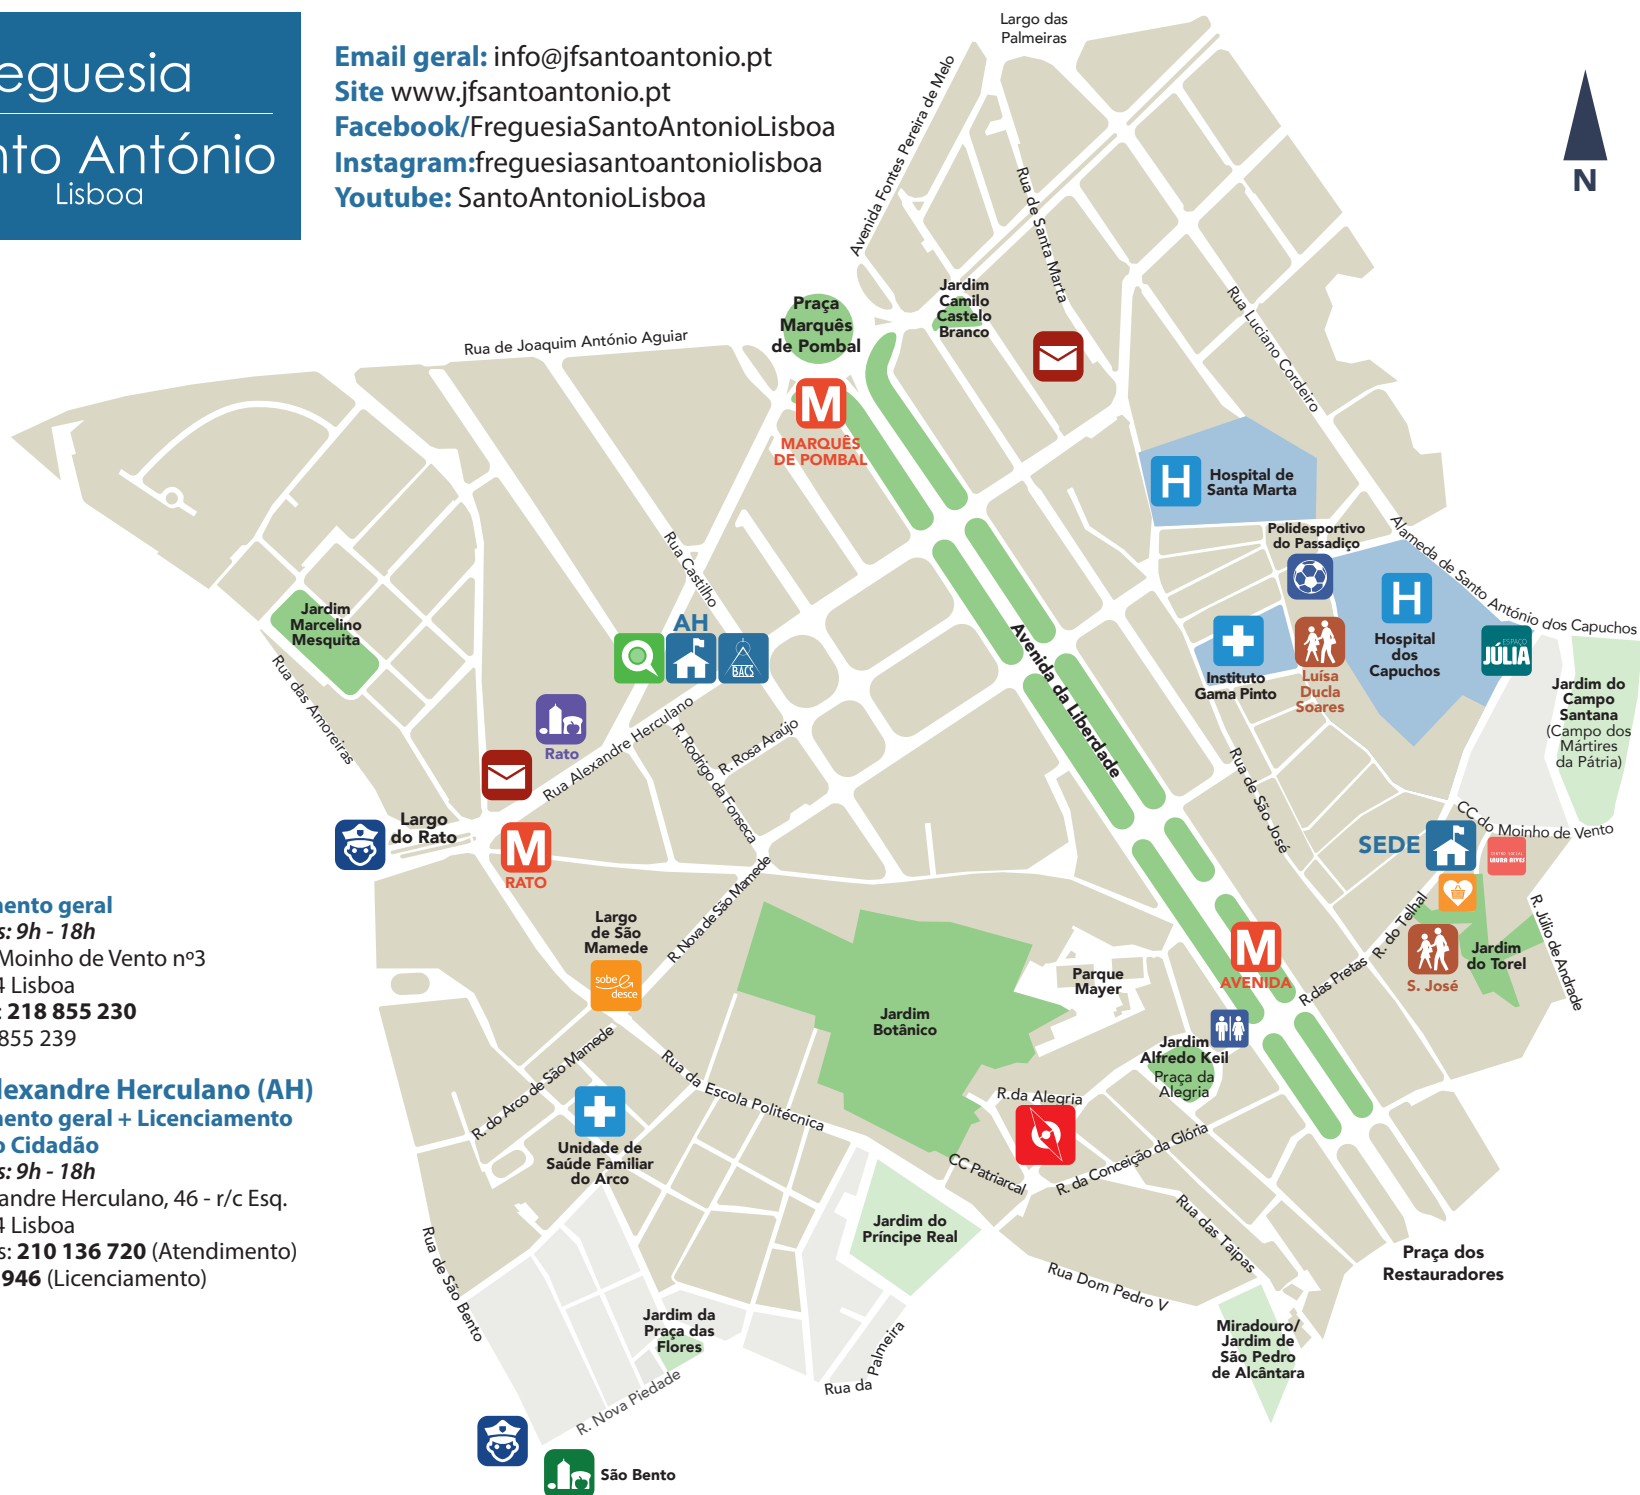 eguesia
nto António
Lisboa
Email geral: info@jfsantoantonio.pt
Site www.jfsantoantonio.pt
Facebook/FreguesiaSantoAntonioLisboa
Instagram:freguesiasantoantoniolisboa
Youtube: SantoAntonioLisboa
N
Largo das
Palmeiras
Avenida Fontes Pereira de Melo
Rua de Santa Marta
Rua Luciano Cordeiro
Jardim
Camilo
Castelo
Branco
Praça
Marquês
de Pombal
Rua de Joaquim António Aguiar
M
MARQUÊS
DE POMBAL
H
Hospital de
Santa Marta
Polidesportivo
do Passadiço
Alameda de Santo António dos Capuchos
H
Hospital
dos
Capuchos
ESPAÇO
JÚLIA
Instituto
Gama Pinto
Luísa
Ducla
Soares
Jardim do
Campo
Santana
(Campo dos
Mártires
da Pátria)
Rua Castilho
AH
BACS
Jardim
Marcelino
Mesquita
Rua das Amoreiras
Rato
Rua Alexandre Herculano
R. Rodrigo da Fonseca
R. Rosa Araújo
Avenida da Liberdade
Rua de São José
CC do Moinho de Vento
SEDE
CENTRO SOCIAL
LAURA ALVES
Largo
do Rato
M
RATO
R. Nova de São Mamede
Largo
de São
Mamede
sobe
desce
R. do Telhal
R.das Pretas
S. José
Jardim
do Torel
R. Júlio de Andrade
M
AVENIDA
Parque
Mayer
Jardim
Botânico
Jardim
Alfredo Keil
Praça da
Alegria
R.da Alegria
R. do Arco de São Mamede
Rua da Escola Politécnica
Unidade de
Saúde Familiar
do Arco
CC Patriarcal
R. da Conceição da Glória
Rua das Taipas
Jardim do
Príncipe Real
Rua Dom Pedro V
Praça dos
Restauradores
Miradouro/
Jardim de
São Pedro
de Alcântara
Rua de São Bento
Jardim da
Praça das
Flores
R. Nova Piedade
Rua da Palmeira
São Bento
mento geral
s: 9h - 18h
Moinho de Vento nº3
4 Lisboa
: 218 855 230
855 239
lexandre Herculano (AH)
mento geral + Licenciamento
o Cidadão
s: 9h - 18h
andre Herculano, 46 - r/c Esq.
4 Lisboa
s: 210 136 720 (Atendimento)
946 (Licenciamento)